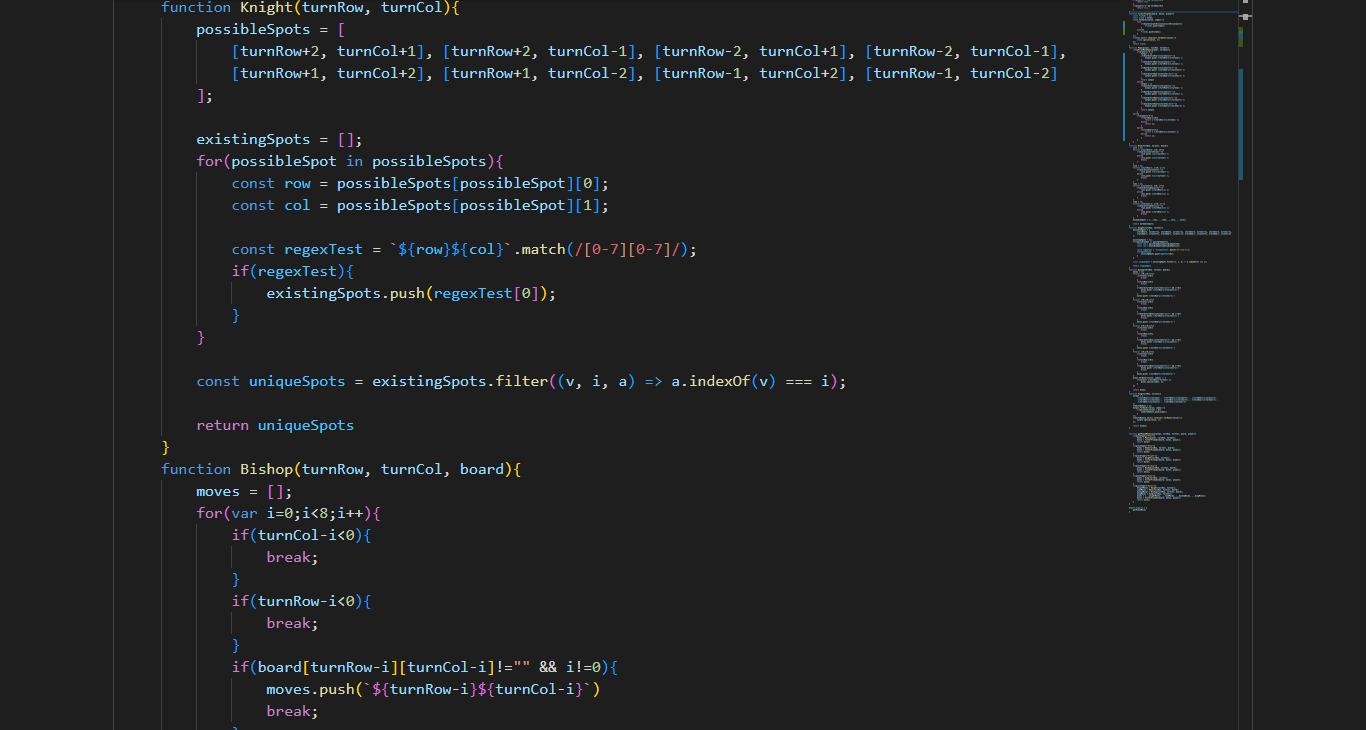 function Knight(turnRow, turnCol){
possibleSpots = [
[turnRow+2, turnCol+1], [turnRow+2, turnCol-1], [turnRow-2, turnCol+1], [turnRow-2, turnCol-1],
[turnRow+1, turnCol+2], [turnRow+1, turnCol-2], [turnRow-1, turnCol+2], [turnRow-1, turnCol-2]
];
existingSpots = [];
for(possibleSpot in possibleSpots){
const row = possibleSpots[possibleSpot][0];
const col = possibleSpots[possibleSpot][1];
const regexTest = `${row}${col}`.match(/[0-7][0-7]/);
if(regexTest){
existingSpots.push(regexTest[0]);
}
}
const uniqueSpots = existingSpots.filter((v, i, a) => a.indexOf(v) === i);
return uniqueSpots
}
function Bishop(turnRow, turnCol, board){
moves = [];
for(var i=0;i<8;i++){
if(turnCol-i<0){
break;
}
if(turnRow-i<0){
break;
}
if(board[turnRow-i][turnCol-i]!="" && i!=0){
moves.push(`${turnRow-i}${turnCol-i}`)
break;